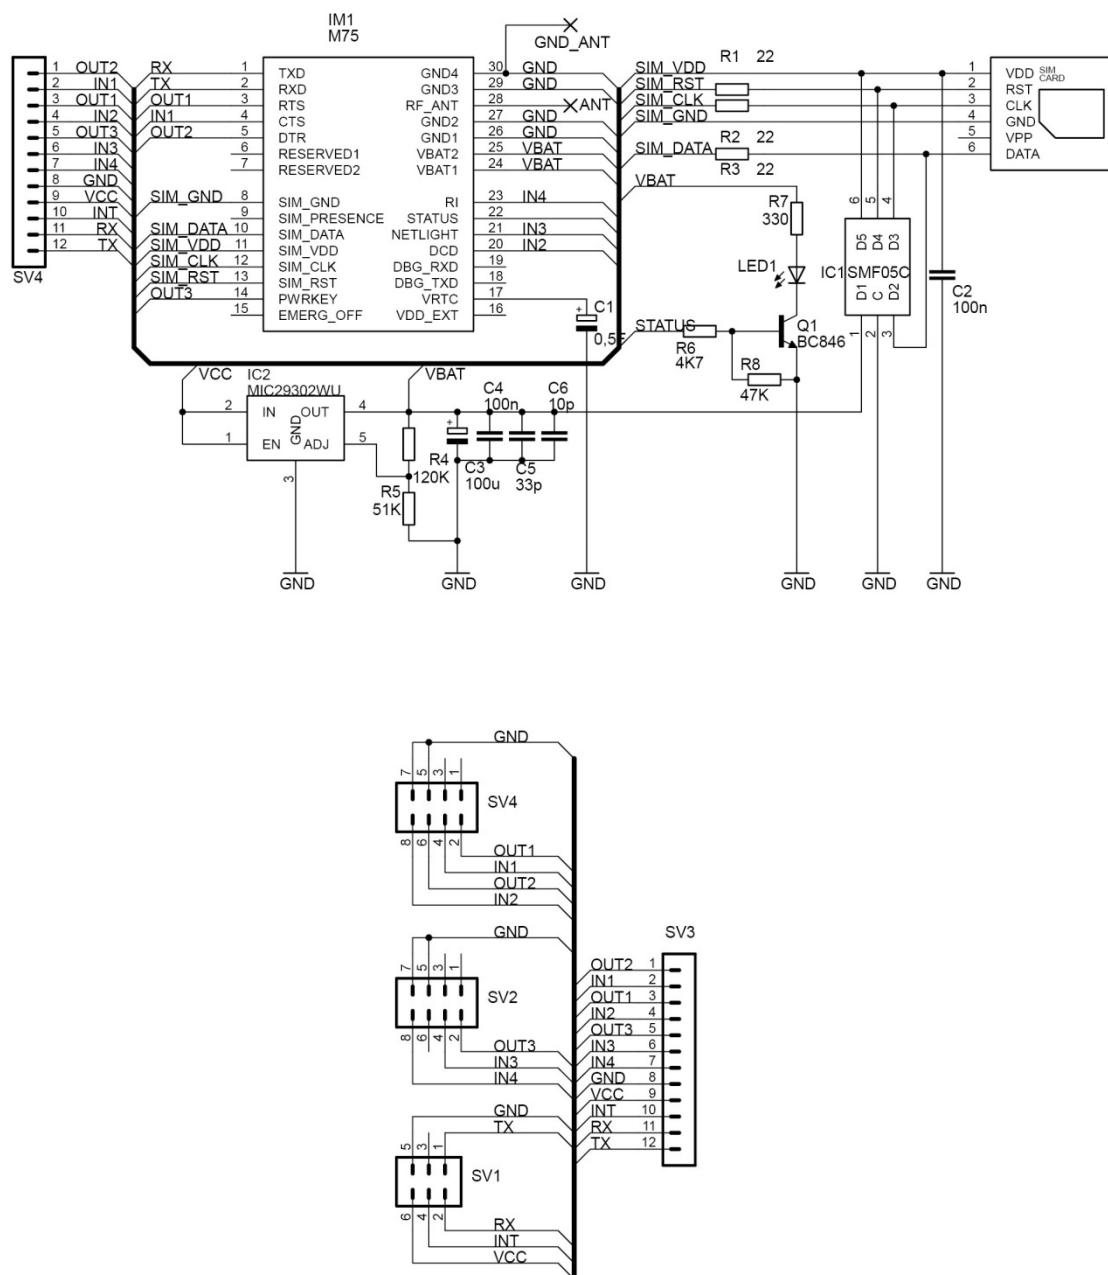 IM1
M75
GND_ANT
R1 22
1 OUT2 RX 1 TXD GND4 30 GND SIM_VDD 1 VDD SIM CARD
2 IN1 TX 2 RXD GND3 29 GND SIM_RST 2 RST
3 OUT1 OUT1 3 RTS RF_ANT 28 ANT SIM_CLK 3 CLK
4 IN2 IN1 4 CTS GND2 27 GND SIM_GND 4 GND
5 OUT3 OUT2 5 DTR GND1 26 GND R2 22 5 VPP
6 IN3 6 RESERVED1 VBAT2 25 VBAT SIM_DATA 6 DATA
7 IN4 7 RESERVED2 VBAT1 24 VBAT R3 22
8 GND VBAT
9 VCC SIM_GND 8 SIM_GND RI 23 IN4 R7 6 5 4
10 INT 9 SIM_PRESENCE STATUS 22 330
11 RX SIM_DATA 10 SIM_DATA NETLIGHT 21 IN3 D5 D4 D3
12 TX SIM_VDD 11 SIM_VDD DCD 20 IN2
SV4 SIM_CLK 12 SIM_CLK DBG_RXD 19 LED1 IC1 SMF05C
SIM_RST 13 SIM_RST DBG_TXD 18 D1 C D2 C2
OUT3 14 PWRKEY VRTC 17 C1 100n
15 EMERG_OFF VDD_EXT 16 + Q1
STATUS 1 2 3
BC846
R6
4K7
R8
47K
VCC IC2 VBAT C4 C6
MIC29302WU 100n 10p
2 IN OUT 4
GND
1 EN ADJ 5 +
R4 C3 C5
3 120K 100u 33p
R5
51K
GND GND GND GND GND GND
GND
7 5 3 1
SV4
8 6 4 2
OUT1
IN1
OUT2
IN2
GND SV3
7 5 3 1
OUT2 1
IN1 2
SV2 OUT1 3
IN2 4
8 6 4 2 OUT3 5
OUT3 IN3 6
IN3 IN4 7
IN4 GND 8
VCC 9
GND INT 10
TX RX 11
5 3 1 TX 12
SV1
6 4 2
RX
INT
VCC